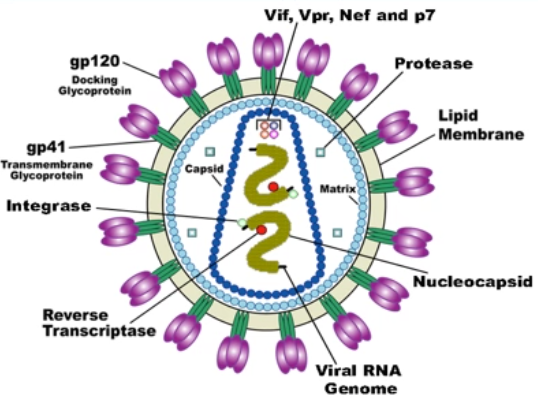 Vif, Vpr, Nef and p7
gp120
Docking
Glycoprotein
Protease
Lipid
Membrane
gp41
Transmembrane
Glycoprotein
Capsid
Matrix
Integrase
Nucleocapsid
Reverse
Transcriptase
Viral RNA
Genome